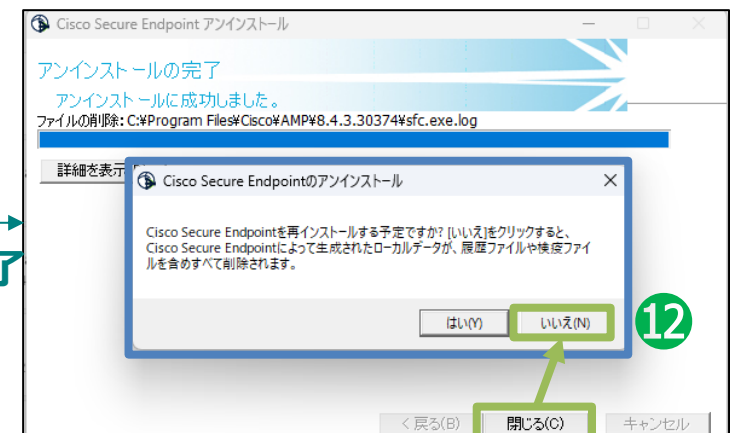 Cisco Secure Endpoint アンインストール
アンインストールの完了
アンインストールに成功しました。
ファイルの削除: C:¥Program Files¥Cisco¥AMP¥8.4.3.30374¥sfc.exe.log
詳細を表示
Cisco Secure Endpointのアンインストール
Cisco Secure Endpointを再インストールする予定ですか? [いいえ]をクリックすると、
Cisco Secure Endpointによって生成されたローカルデータが、履歴ファイルや検疫ファイ
ルを含めすべて削除されます。
了
はい(Y)
いいえ(N)
12
< 戻る(B)
閉じる(C)
キャンセル